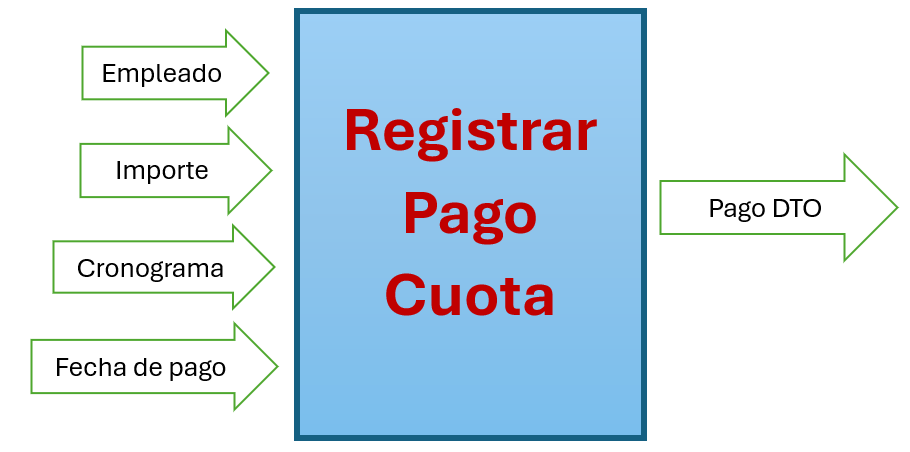 Empleado
Importe
Cronograma
Fecha de pago
Registrar
Pago
Cuota
Pago DTO